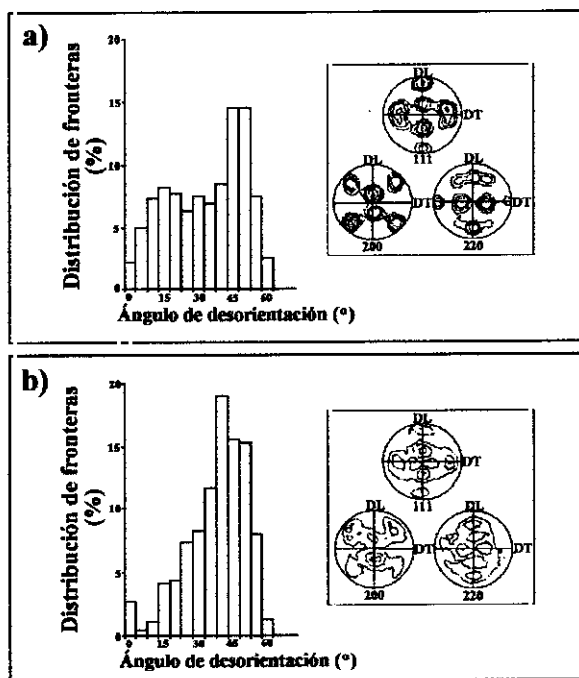 a)
Distribución de fronteras
(%)
20
15
10
5
0
0 15 30 45 60
Ángulo de desorientación (º)
DL
DT
111
DL
DT
200
DL
DT
220
b)
Distribución de fronteras
(%)
20
15
10
5
0
0 15 30 45 60
Ángulo de desorientación (º)
DL
DT
111
DL
DT
200
DL
DT
220